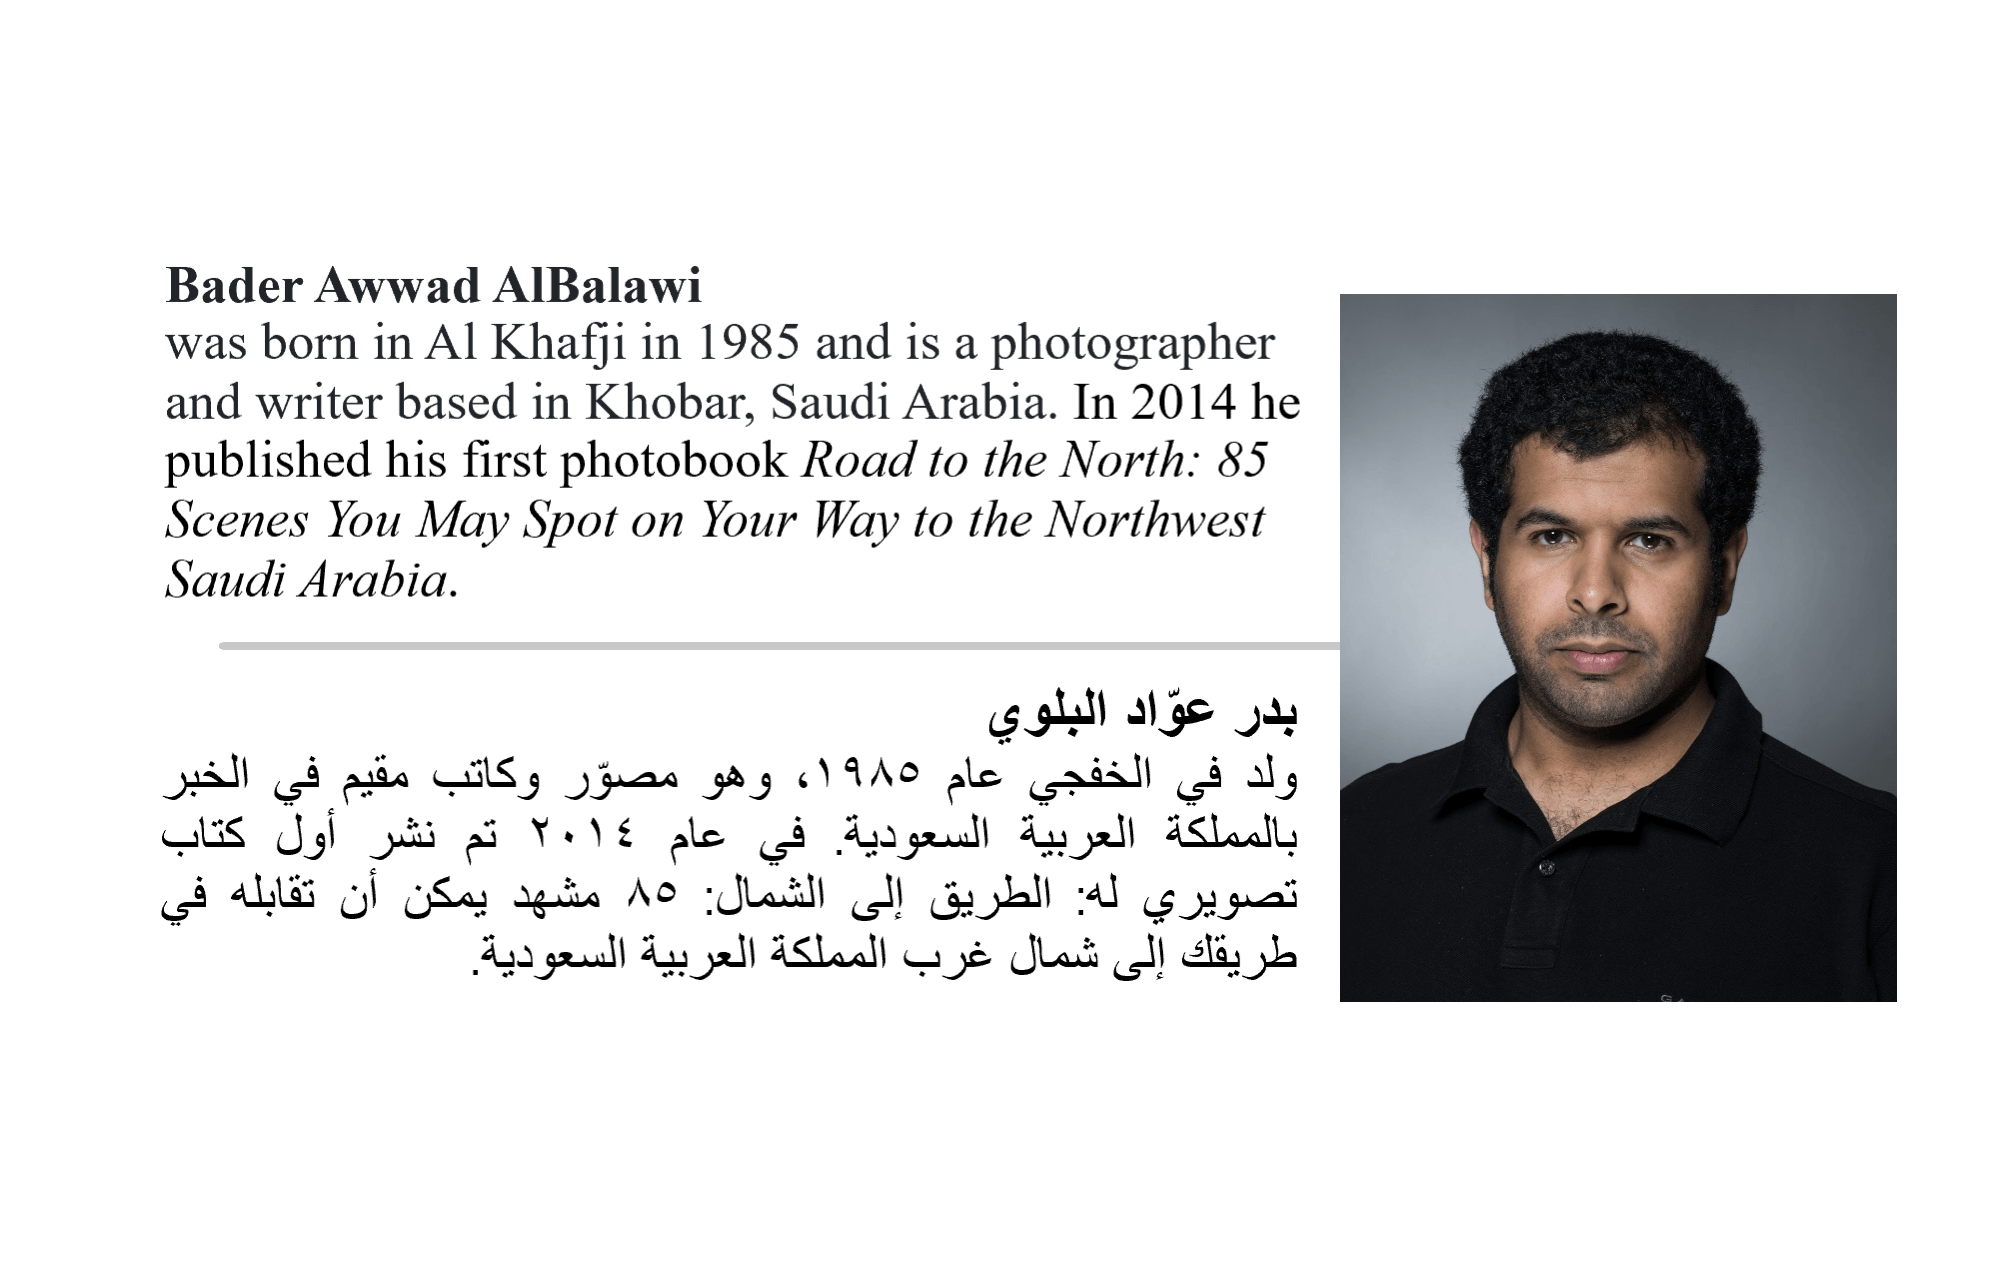 Bader Awwad AlBalawi
was born in Al Khafji in 1985 and is a photographer
and writer based in Khobar, Saudi Arabia. In 2014 he
published his first photobook Road to the North: 85
Scenes You May Spot on Your Way to the Northwest
Saudi Arabia.
بدر عوّاد البلوي
ولد في الخفجي عام ١٩٨٥، وهو مصوّر وكاتب مقيم في الخبر
بالمملكة العربية السعودية. في عام ٢٠١٤ تم نشر أول كتاب
تصويري له: الطريق إلى الشمال: ٨٥ مشهد يمكن أن تقابله في
طريقك إلى شمال غرب المملكة العربية السعودية.